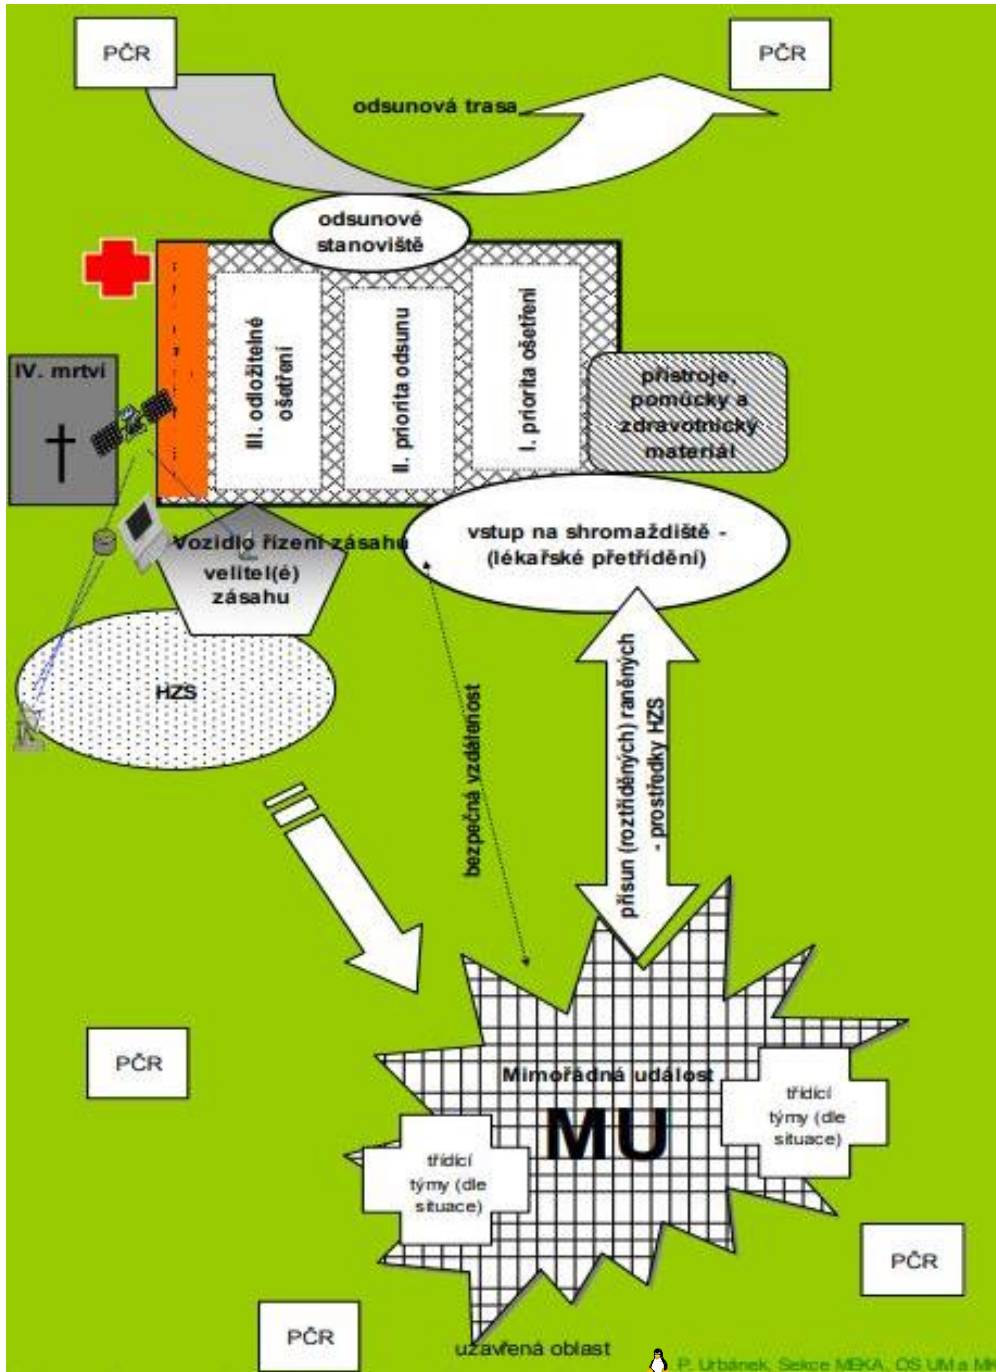 PČR
PČR
odsunová trasa
odsunové
stanoviště
III. odložitelné
ošetření
II. priorita odsunu
I. priorita ošetření
IV. mrtví
přístroje,
pomůcky a
zdravotnický
materiál
Vozidlo řízení zásahu
velitel(é)
zásahu
vstup na shromaždiště -
(lékařské přetřídění)
HZS
bezpečná vzdálenost
přísun (roztříděných) raněných
- prostředky HZS
PČR
Mimořádná událost
MU
třídící
týmy (dle
situace)
třídící
týmy (dle
situace)
PČR
PČR
uzavřená oblast
P. Urbánek, Sekce MEKA, OS UM a